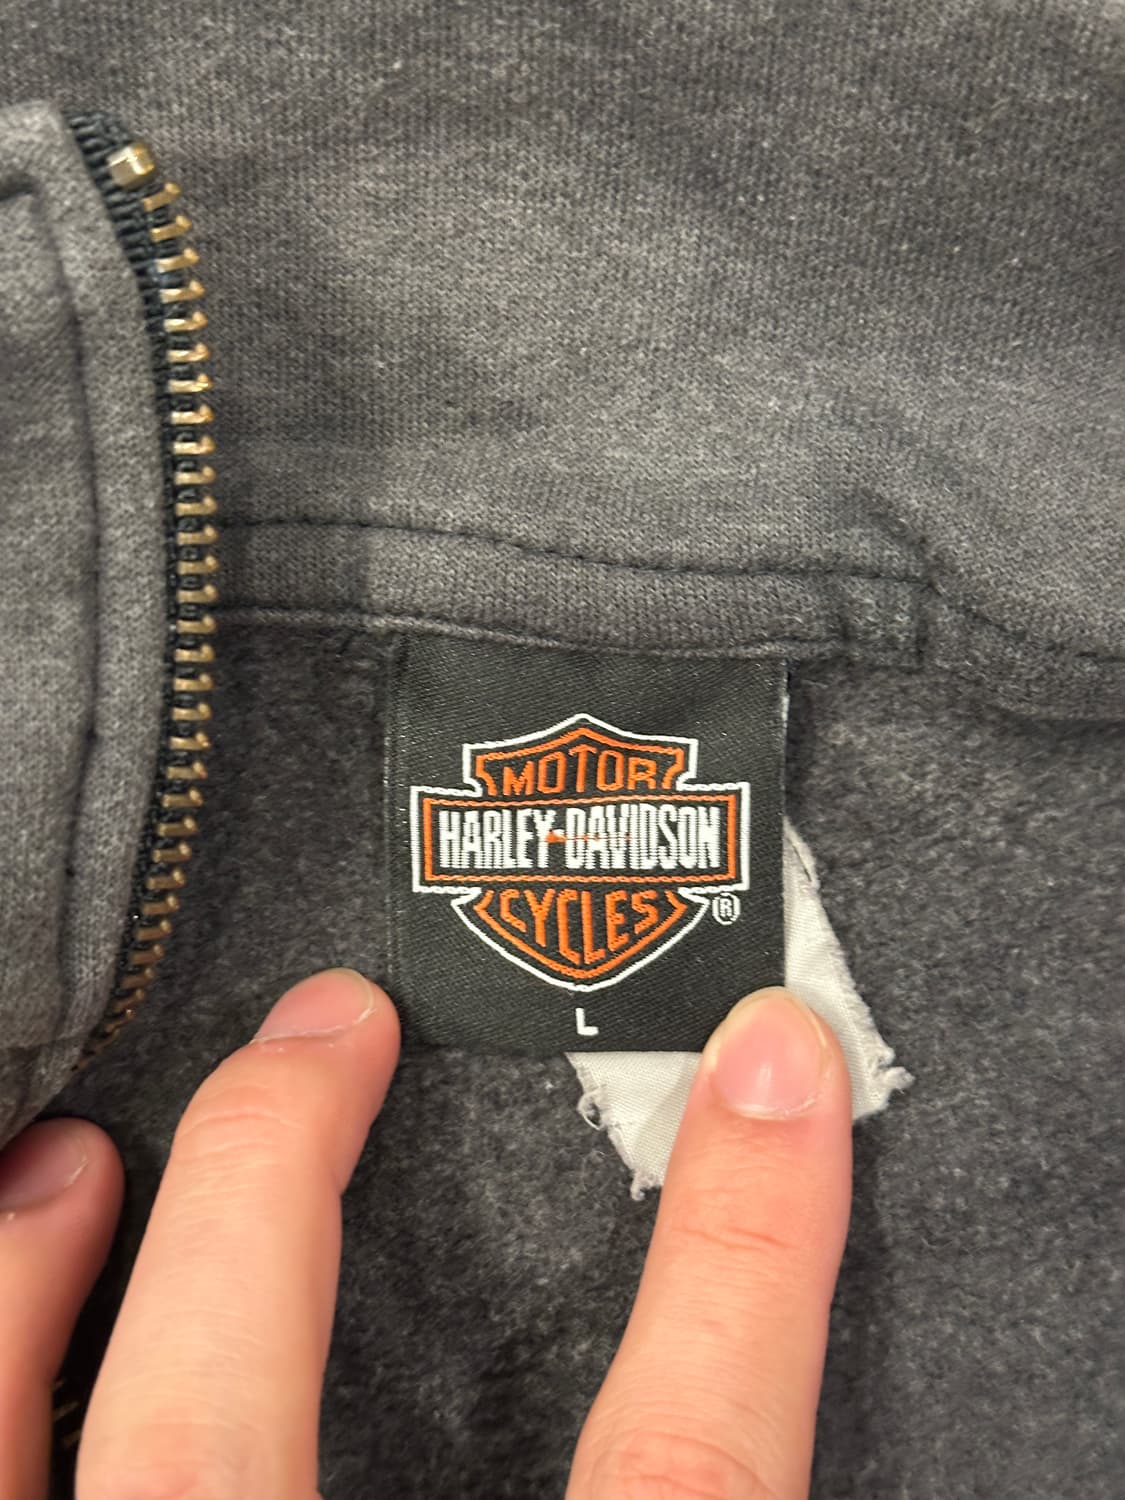 MOTOR
HARLEY-DAVIDSON
CYCLES
®
L